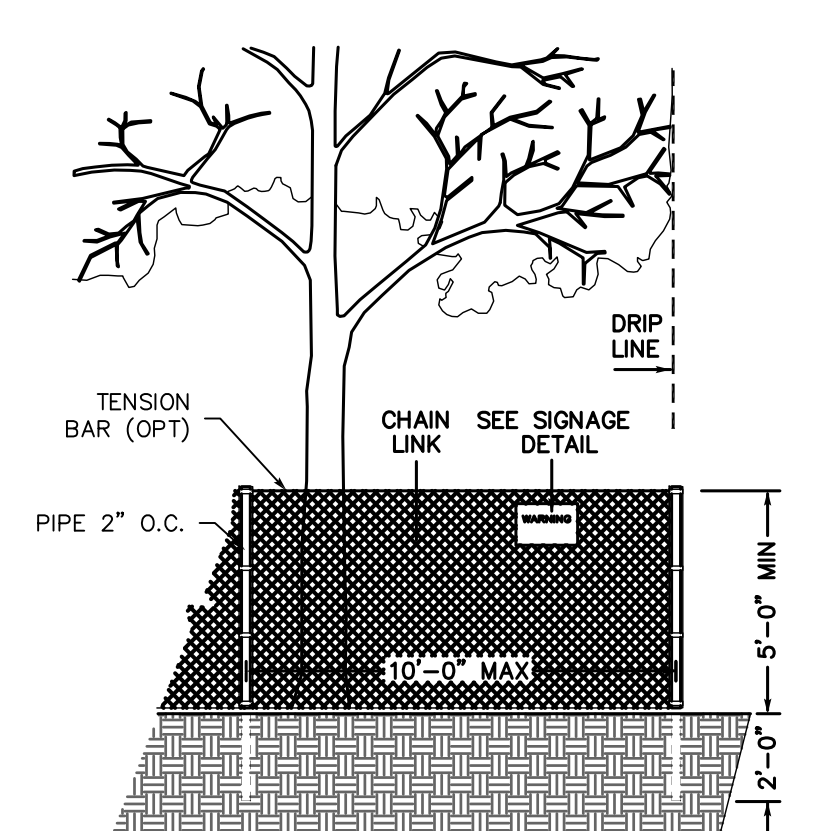 DRIP
LINE
TENSION
BAR (OPT)
CHAIN
LINK
SEE SIGNAGE
DETAIL
PIPE 2" O.C.
WARNING
5'-0" MIN
10'-0" MAX
2'-0"